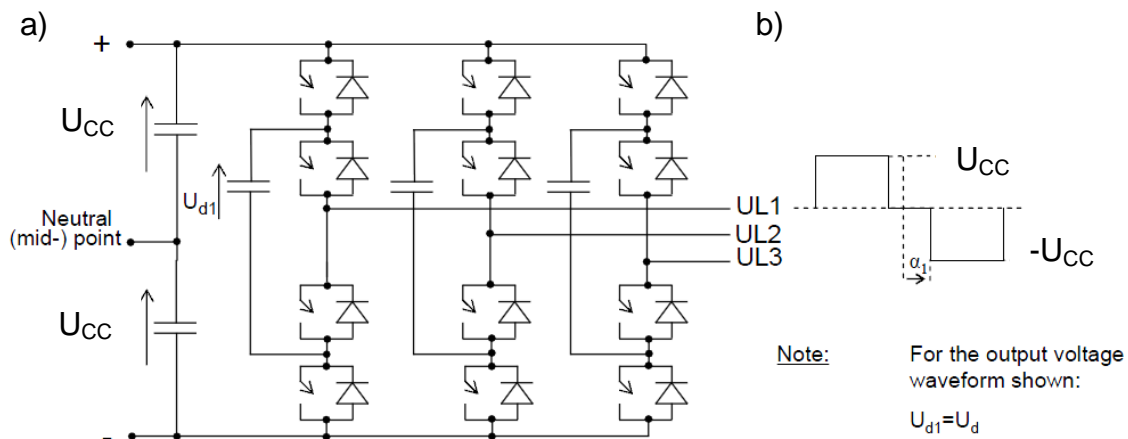 a)
b)
+
UCC
Ud1
Neutral
(mid-) point
UCC
-
UL1
UL2
UL3
UCC
-UCC
α1
Note:
For the output voltage
waveform shown:
Ud1=Ud